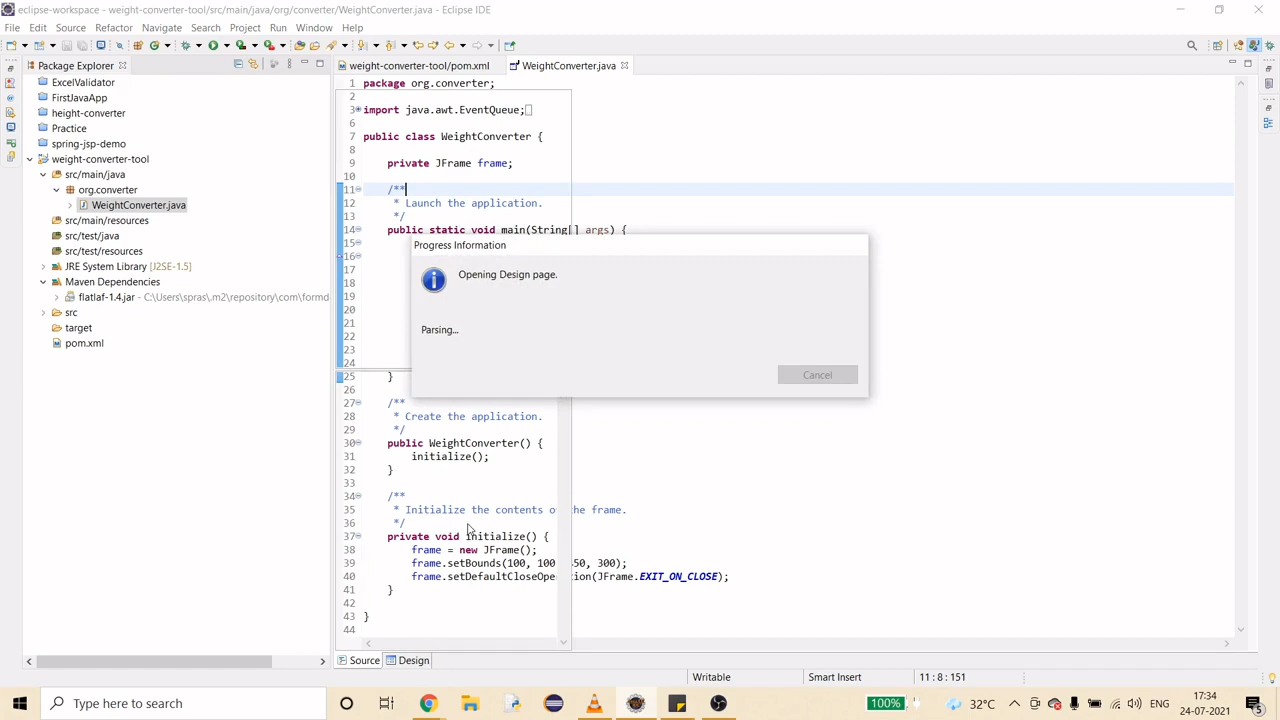 eclipse-workspace - weight-converter-tool/src/main/java/org/converter/WeightConverter.java - Eclipse IDE
File Edit Source Refactor Navigate Search Project Run Window Help
Package Explorer
ExcelValidator
FirstJavaApp
height-converter
Practice
spring-jsp-demo
weight-converter-tool
src/main/java
org.converter
WeightConverter.java
src/main/resources
src/test/java
src/test/resources
JRE System Library [J2SE-1.5]
Maven Dependencies
flatlaf-1.4.jar - C:\Users\spras\.m2\repository\com\formd
src
target
pom.xml
weight-converter-tool/pom.xml WeightConverter.java
1 package org.converter;
2
3 import java.awt.EventQueue;
6
7 public class WeightConverter {
8
9 private JFrame frame;
10
11 /**
12 * Launch the application.
13 */
14 public static void main(String[] args) {
15
16
17
18
19
20
21
22
23
24
25 }
26
27 /**
28 * Create the application.
29 */
30 public WeightConverter() {
31 initialize();
32 }
33
34 /**
35 * Initialize the contents of the frame.
36 */
37 private void initialize() {
38 frame = new JFrame();
39 frame.setBounds(100, 100, 450, 300);
40 frame.setDefaultCloseOperation(JFrame.EXIT_ON_CLOSE);
41 }
42
43 }
44
Progress Information
Opening Design page.
Parsing...
Cancel
Source Design
Writable Smart Insert 11 : 8 : 151
Type here to search
100% 32°C ENG 17:34
24-07-2021
5